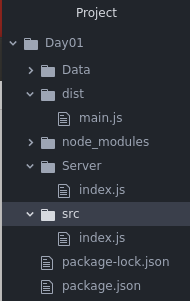 Project
Day01
Data
dist
main.js
node_modules
Server
index.js
src
index.js
package-lock.json
package.json